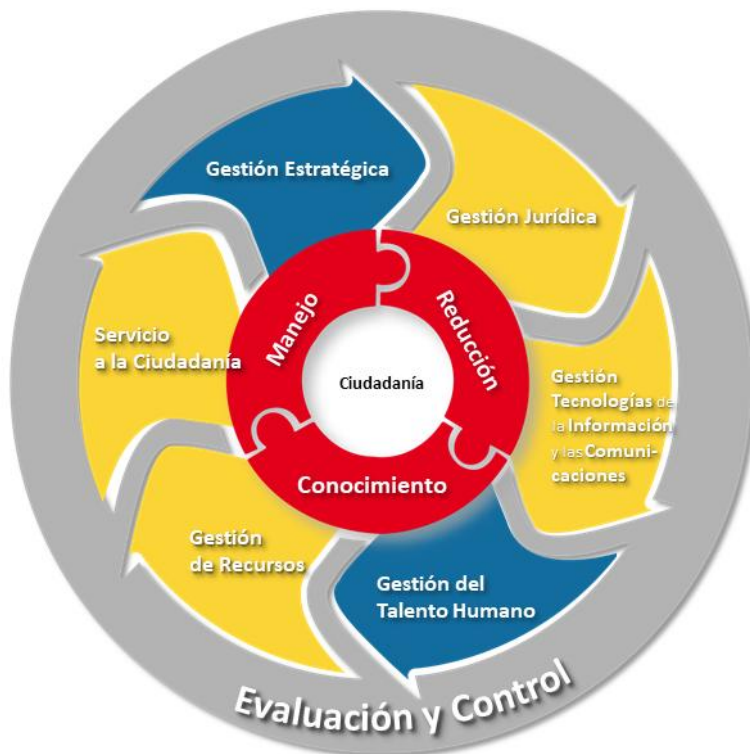 Gestión Estratégica
Gestión Jurídica
Gestión
Tecnologías de
la Información
y las Comuni-
caciones
Gestión del
Talento Humano
Gestión
de Recursos
Servicio
a la Ciudadanía
Manejo
Reducción
Conocimiento
Ciudadanía
Evaluación y Control